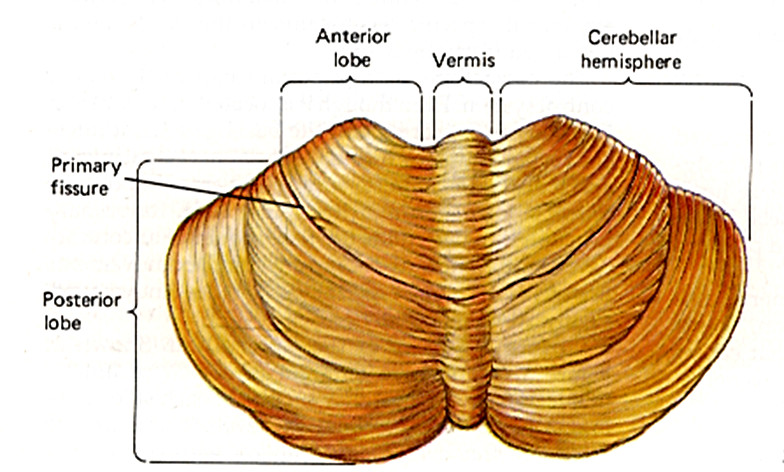 Anterior
lobe
Vermis
Cerebellar
hemisphere
Primary
fissure
Posterior
lobe